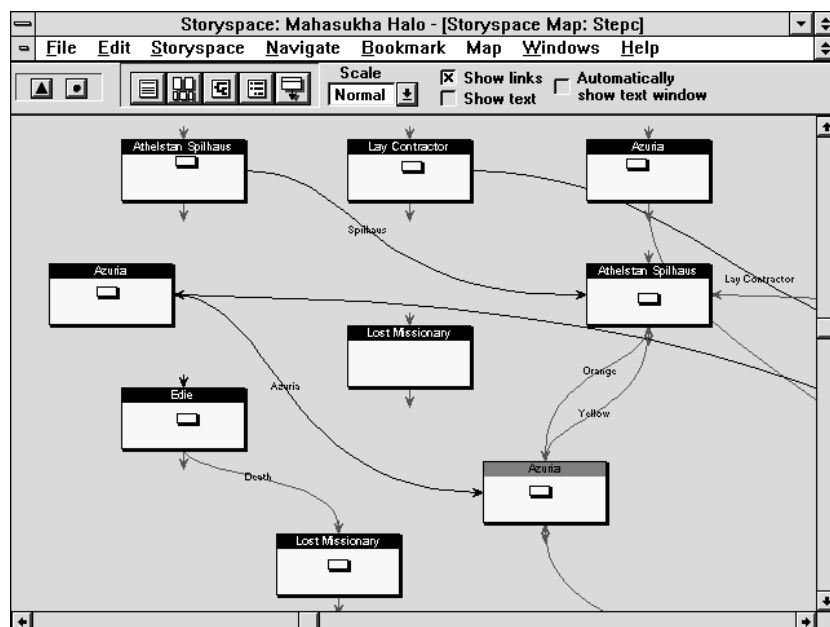 Storyspace: Mahasukha Halo - [Storyspace Map: Stepc]
File Edit Storyspace Navigate Bookmark Map Windows Help
Scale
Normal
Show links
Show text
Automatically
show text window
Athelstan Spilhaus
Lay Contractor
Azuria
Spilhaus
Azuria
Athelstan Spilhaus
Lay Contractor
Lost Missionary
Orange
Azuria
Edie
Yellow
Azuria
Death
Lost Missionary